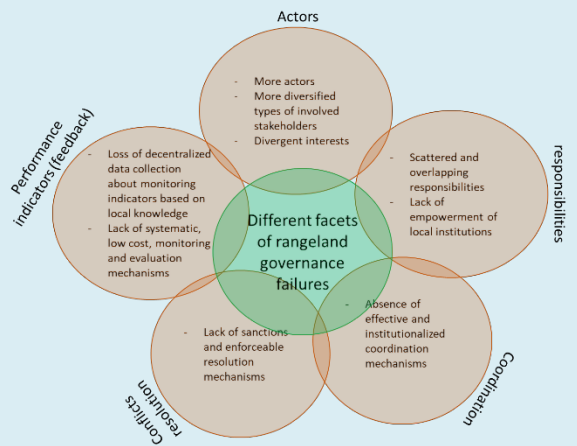 Actors
- More actors
- More diversified
types of involved
stakeholders
- Divergent interests
responsibilities
- Scattered and
overlapping
responsibilities
- Lack of
empowerment of
local institutions
Coordination
- Absence of
effective and
institutionalized
coordination
mechanisms
Conflicts
resolution
- Lack of sanctions
and enforceable
resolution
mechanisms
Performance
indicators (feedback)
- Loss of decentralized
data collection
about monitoring
indicators based on
local knowledge
- Lack of systematic,
low cost, monitoring
and evaluation
mechanisms
Different facets
of rangeland
governance
failures